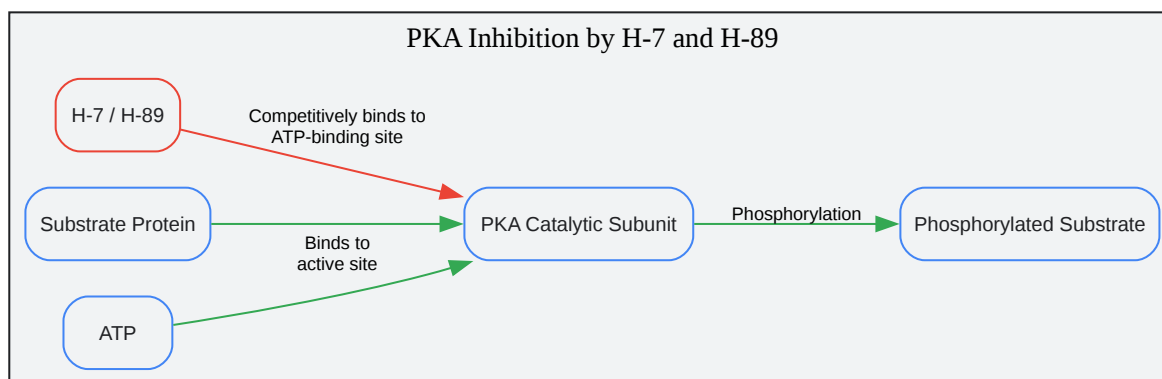 PKA Inhibition by H-7 and H-89
H-7 / H-89
Competitively binds to
ATP-binding site
Substrate Protein
PKA Catalytic Subunit
Phosphorylation
Phosphorylated Substrate
Binds to
active site
ATP